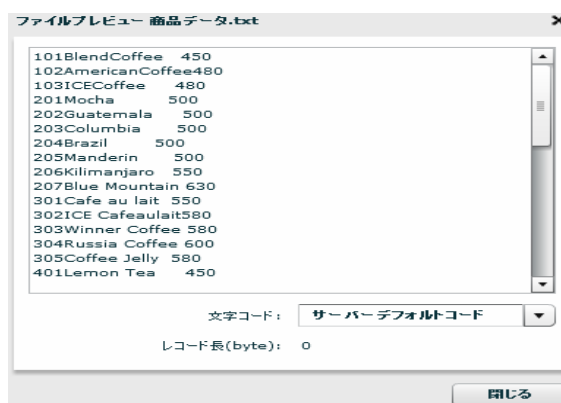 ファイルプレビュー 商品データ.txt
101BlendCoffee   450
102AmericanCoffee480
103ICECoffee     480
201Mocha         500
202Guatemala     500
203Columbia      500
204Brazil        500
205Manderin      500
206Kilimanjaro   550
207Blue Mountain 630
301Cafe au lait  550
302ICE Cafeaulait580
303Winner Coffee 580
304Russia Coffee 600
305Coffee Jelly  580
401Lemon Tea     450
文字コード: サーバーデフォルトコード
レコード長(byte): 0
閉じる